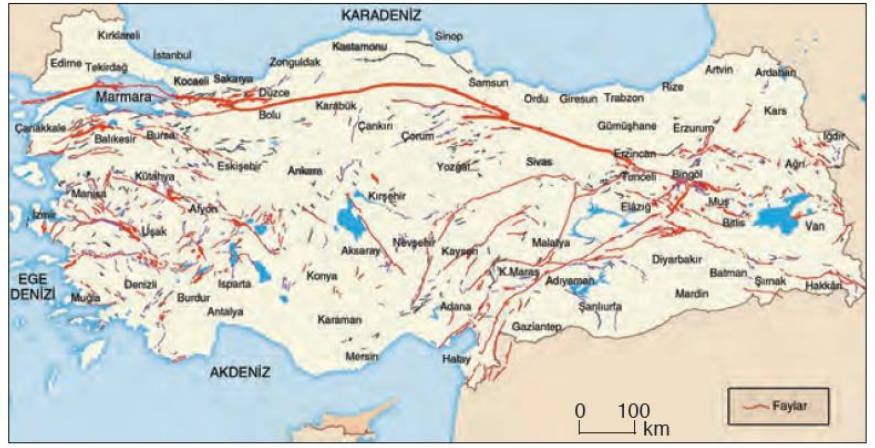 KARADENİZ
Kırklareli
Sinop
Kastamonu
İstanbul
Edirne
Zonguldak
Artvin
Tekirdağ
Ardahan
Kocaeli Sakarya
Samsun
Rize
Düzce
Marmara
Ordu Giresun Trabzon
Karabük
Kars
Bolu
Çanakkale
Çankırı
Gümüşhane
Erzurum
Balıkesir
Bursa
Çorum
Iğdır
Erzincan
Eskişehir
Yozgat
Sivas
Ağrı
Ankara
Kütahya
Tunceli
Bingöl
Manisa
Kırşehir
Muş
Afyon
Elazığ
İzmir
Bitlis
Uşak
Van
Nevşehir
Malatya
Aksaray
Kayseri
Diyarbakır
EGE
DENİZİ
K.Maraş
Batman
Konya
Adıyaman
Isparta
Denizli
Şırnak
Hakkâri
Muğla
Burdur
Adana
Mardin
Şanlıurfa
Antalya
Karaman
Gaziantep
Mersin
Hatay
AKDENİZ
Faylar
0 100
km